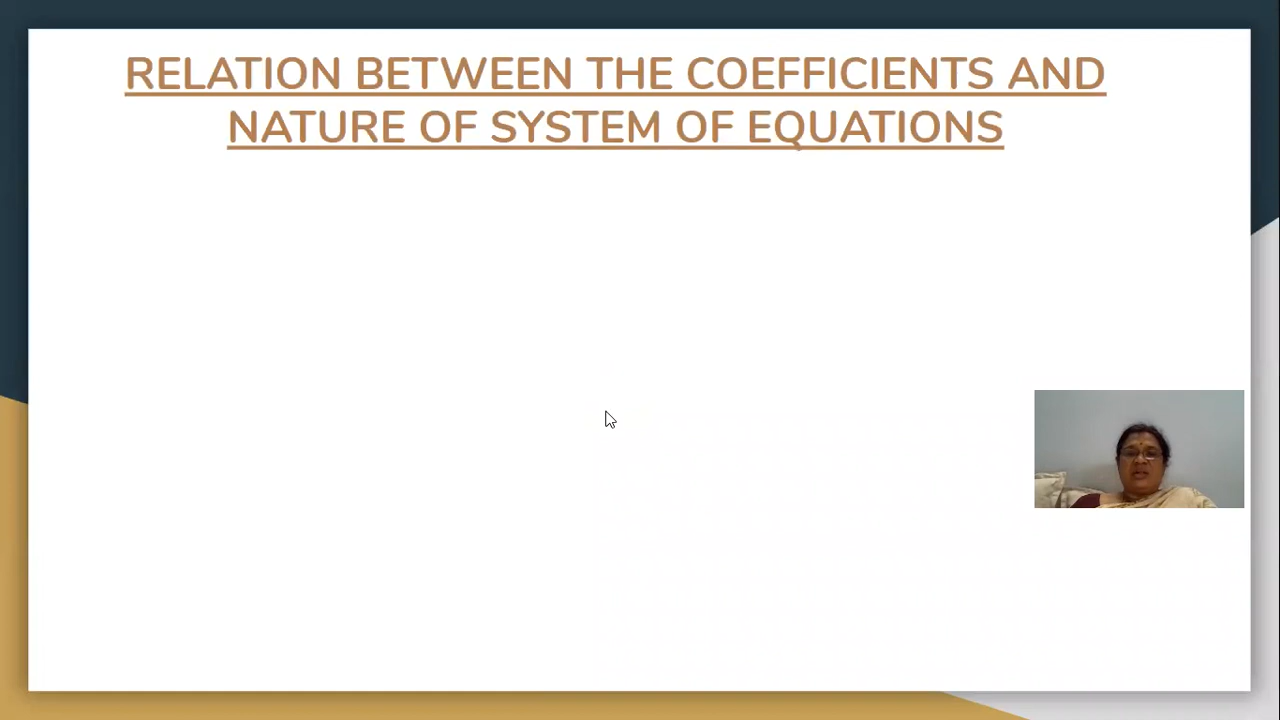 RELATION BETWEEN THE COEFFICIENTS AND
NATURE OF SYSTEM OF EQUATIONS